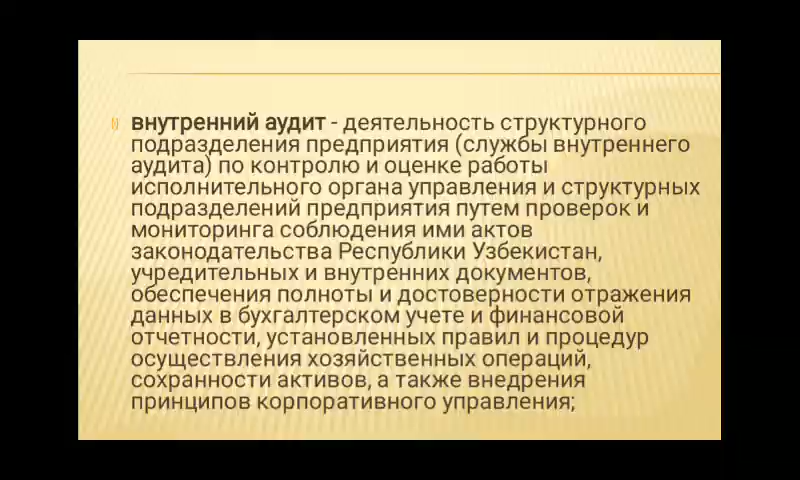 внутренний аудит - деятельность структурного
подразделения предприятия (службы внутреннего
аудита) по контролю и оценке работы
исполнительного органа управления и структурных
подразделений предприятия путем проверок и
мониторинга соблюдения ими актов
законодательства Республики Узбекистан,
учредительных и внутренних документов,
обеспечения полноты и достоверности отражения
данных в бухгалтерском учете и финансовой
отчетности, установленных правил и процедур
осуществления хозяйственных операций,
сохранности активов, а также внедрения
принципов корпоративного управления;